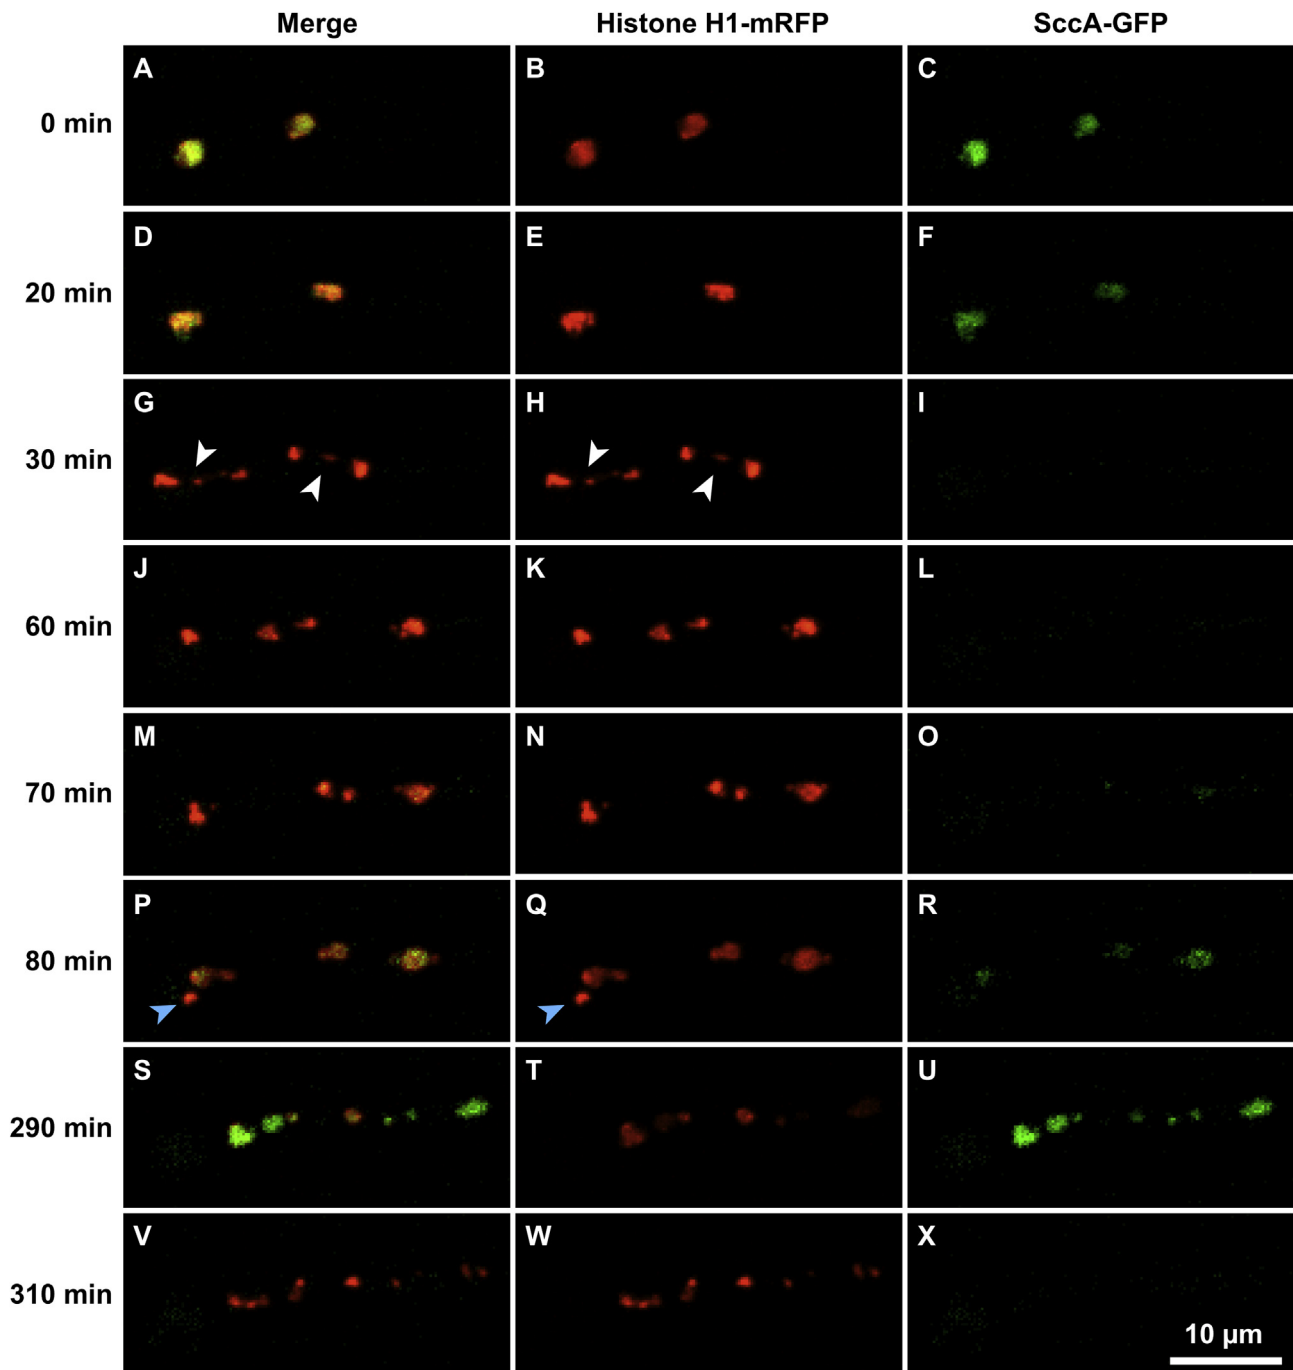 Merge Histone H1-mRFP SccA-GFP
A B C
0 min
D E F
20 min
G H I
30 min
J K L
60 min
M N O
70 min
P Q R
80 min
S T U
290 min
V W X
310 min
10 µm